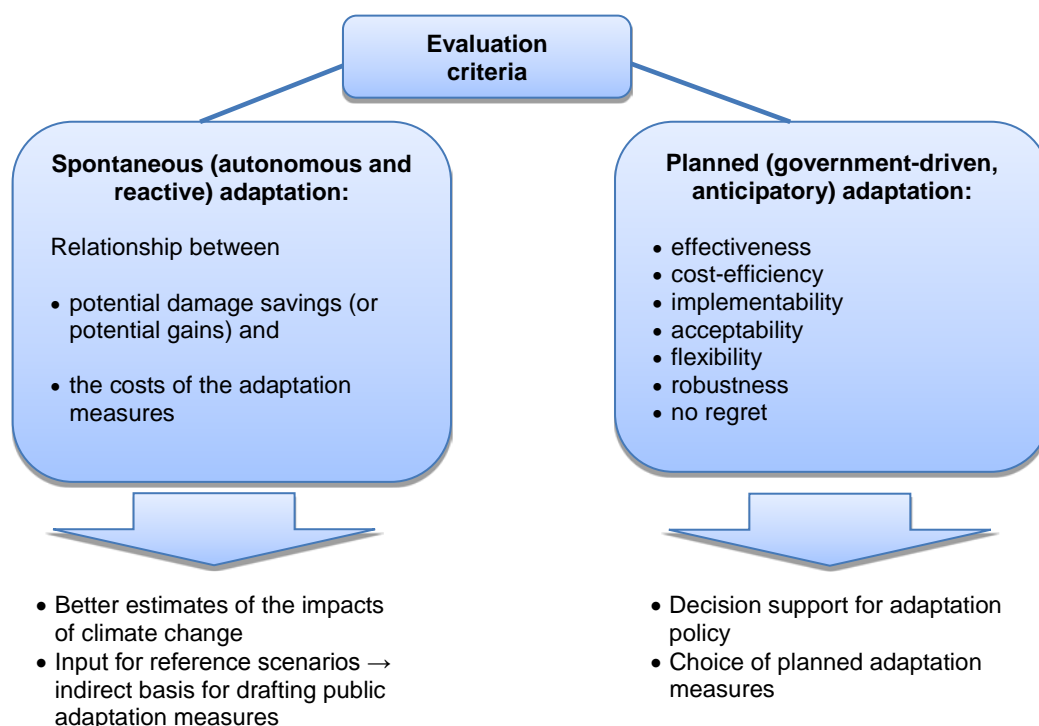 Evaluation
criteria
Spontaneous (autonomous and
reactive) adaptation:
Relationship between
• potential damage savings (or
potential gains) and
• the costs of the adaptation
measures
Planned (government-driven,
anticipatory) adaptation:
• effectiveness
• cost-efficiency
• implementability
• acceptability
• flexibility
• robustness
• no regret
• Better estimates of the impacts
of climate change
• Input for reference scenarios →
indirect basis for drafting public
adaptation measures
• Decision support for adaptation
policy
• Choice of planned adaptation
measures